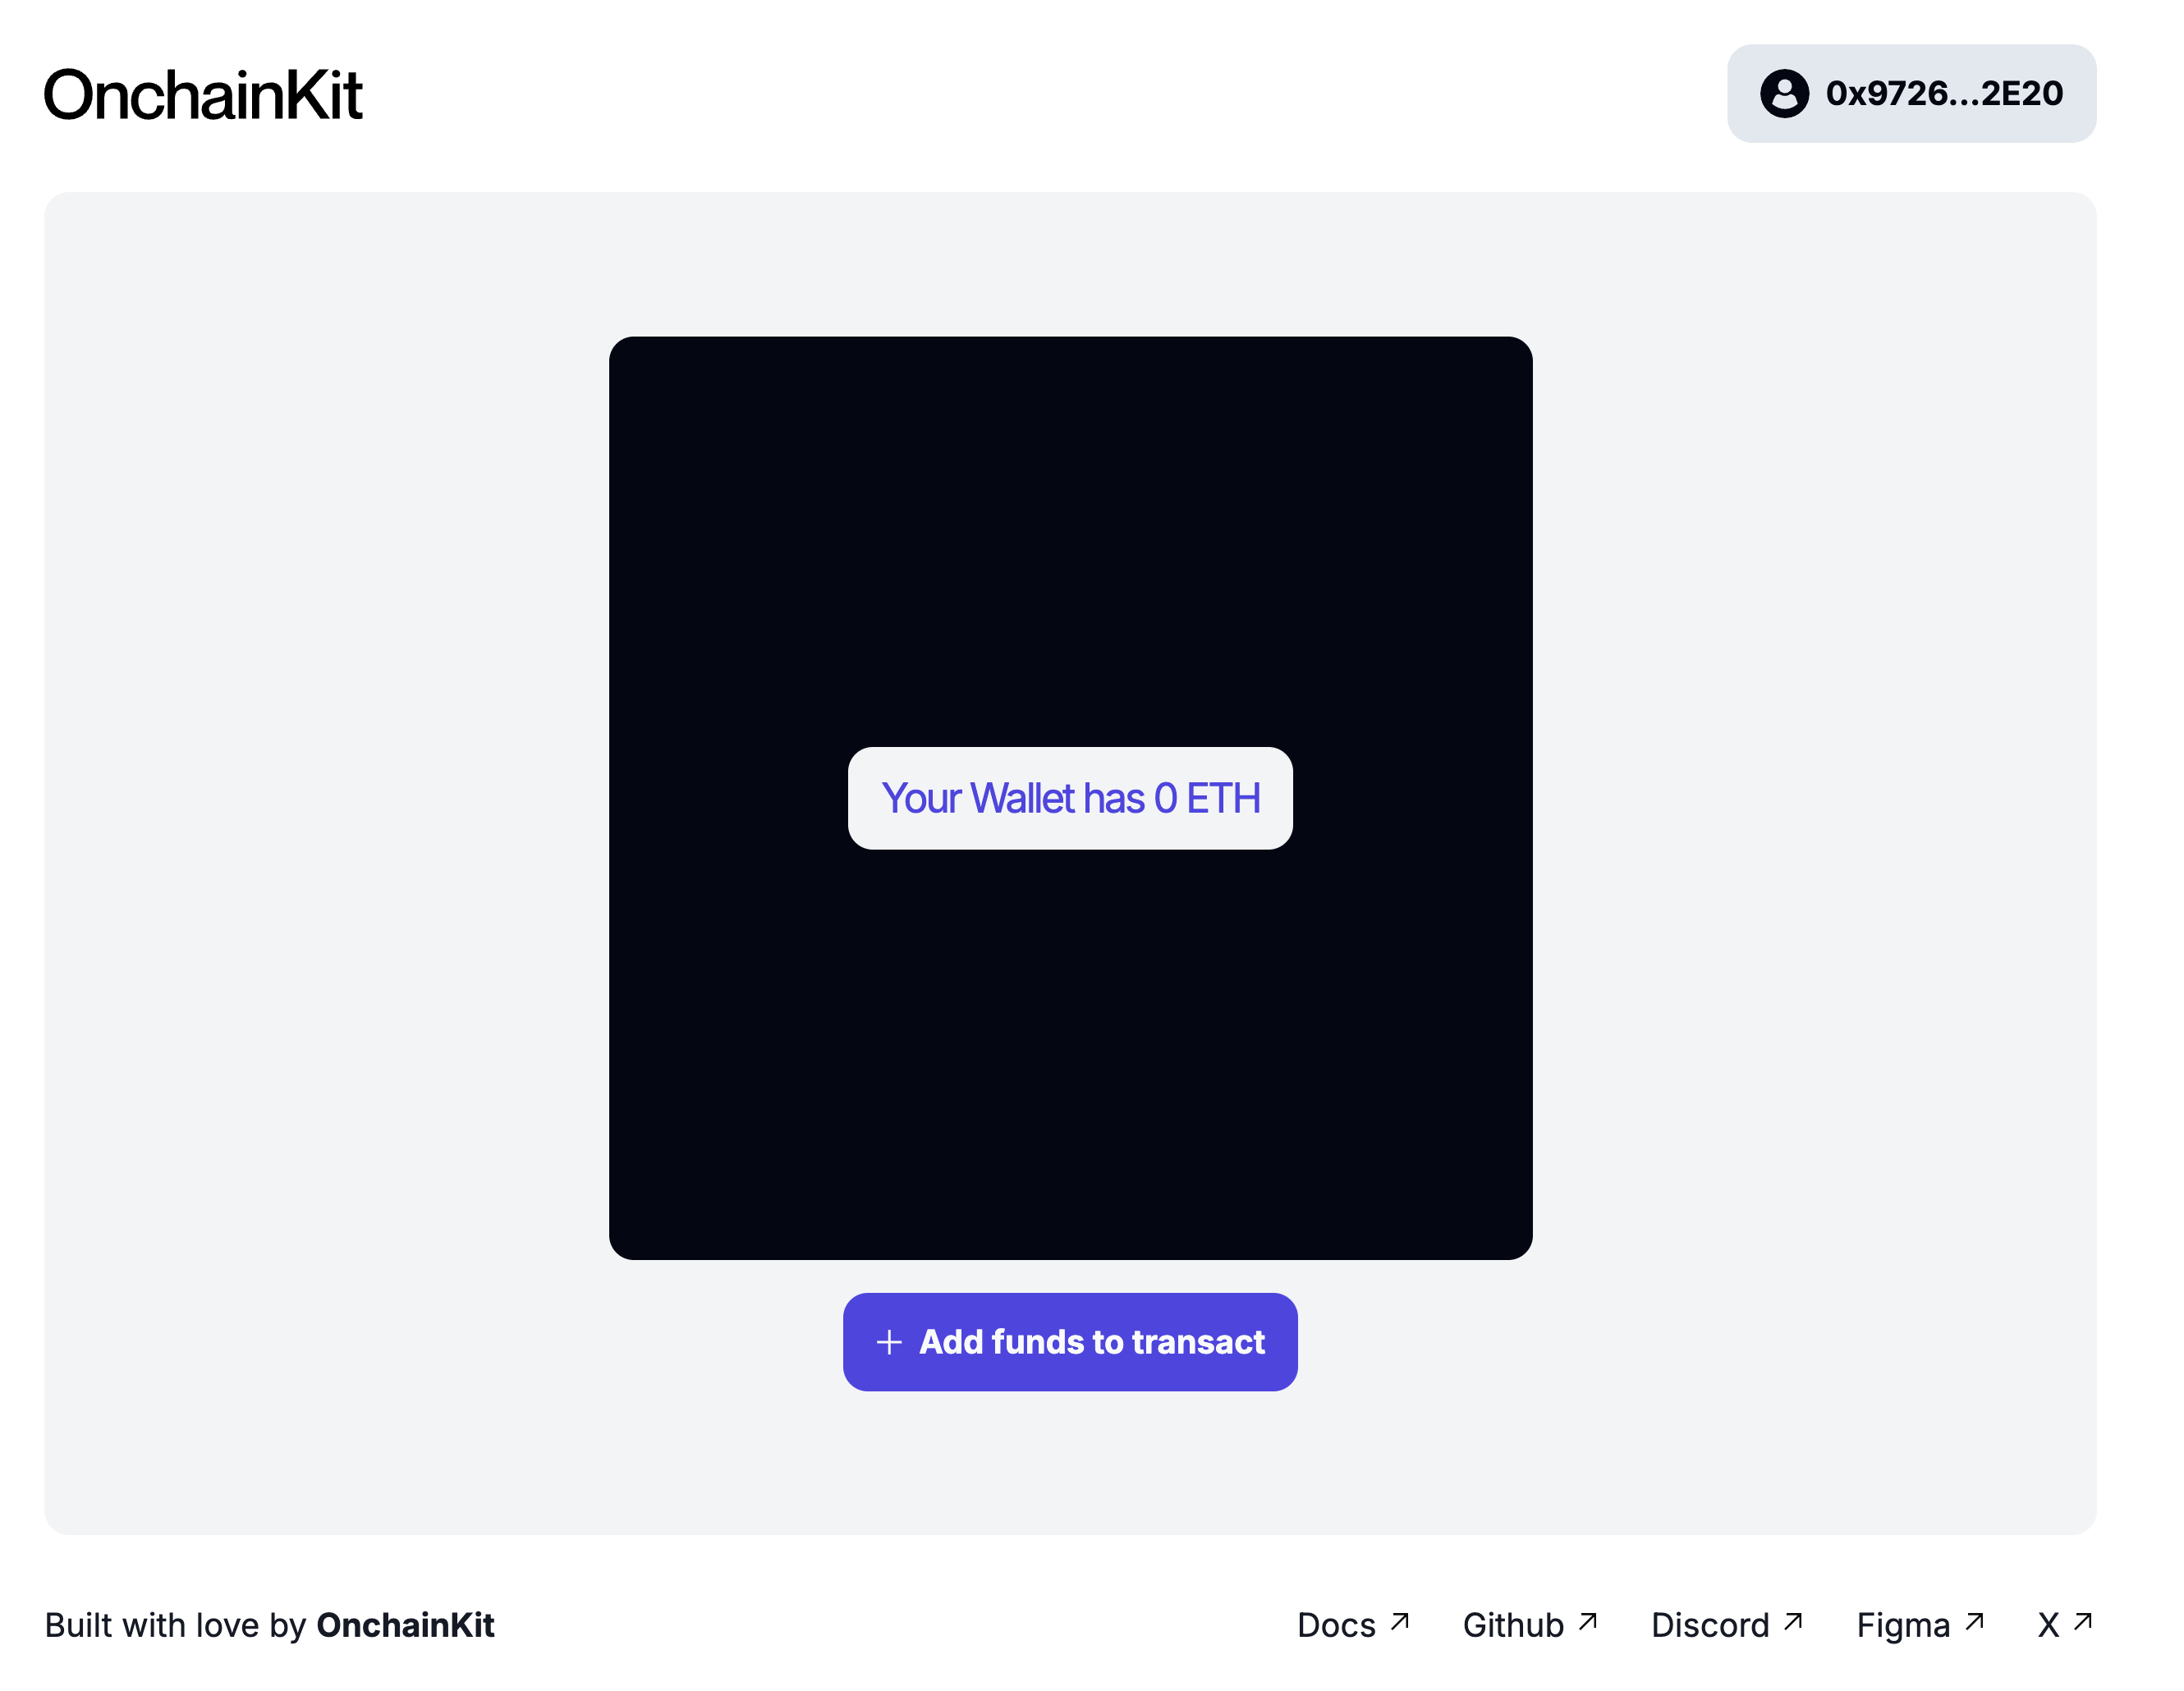 OnchainKit
0x9726...2E20
Your Wallet has 0 ETH
Add funds to transact
Built with love by OnchainKit
Docs
Github
Discord
Figma
X